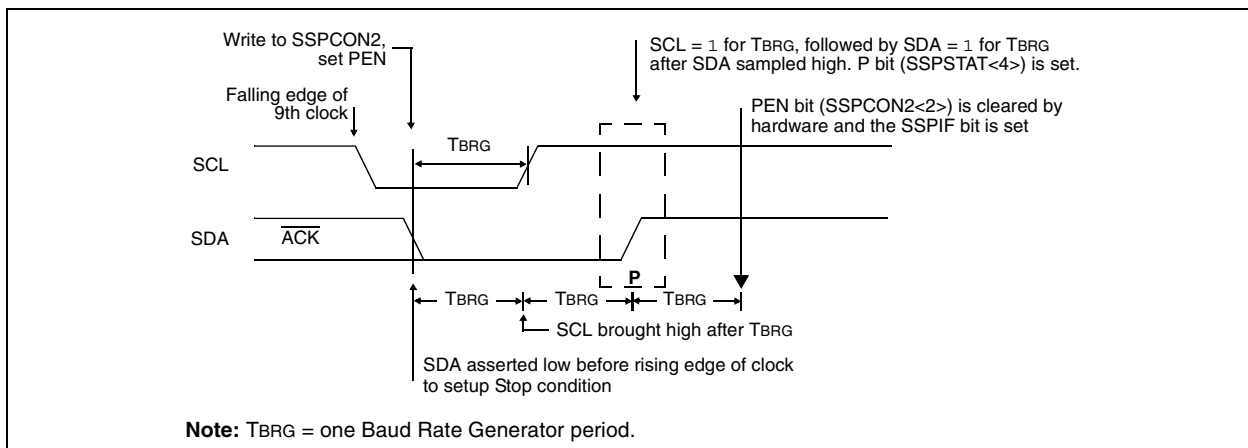 Write to SSPCON2,
set PEN
SCL = 1 for TBRG, followed by SDA = 1 for TBRG
after SDA sampled high. P bit (SSPSTAT<4>) is set.
Falling edge of
9th clock
PEN bit (SSPCON2<2>) is cleared by
hardware and the SSPIF bit is set
TBRG
SCL
SDA
ACK
P
TBRG
TBRG
TBRG
SCL brought high after TBRG
SDA asserted low before rising edge of clock
to setup Stop condition
Note: TBRG = one Baud Rate Generator period.